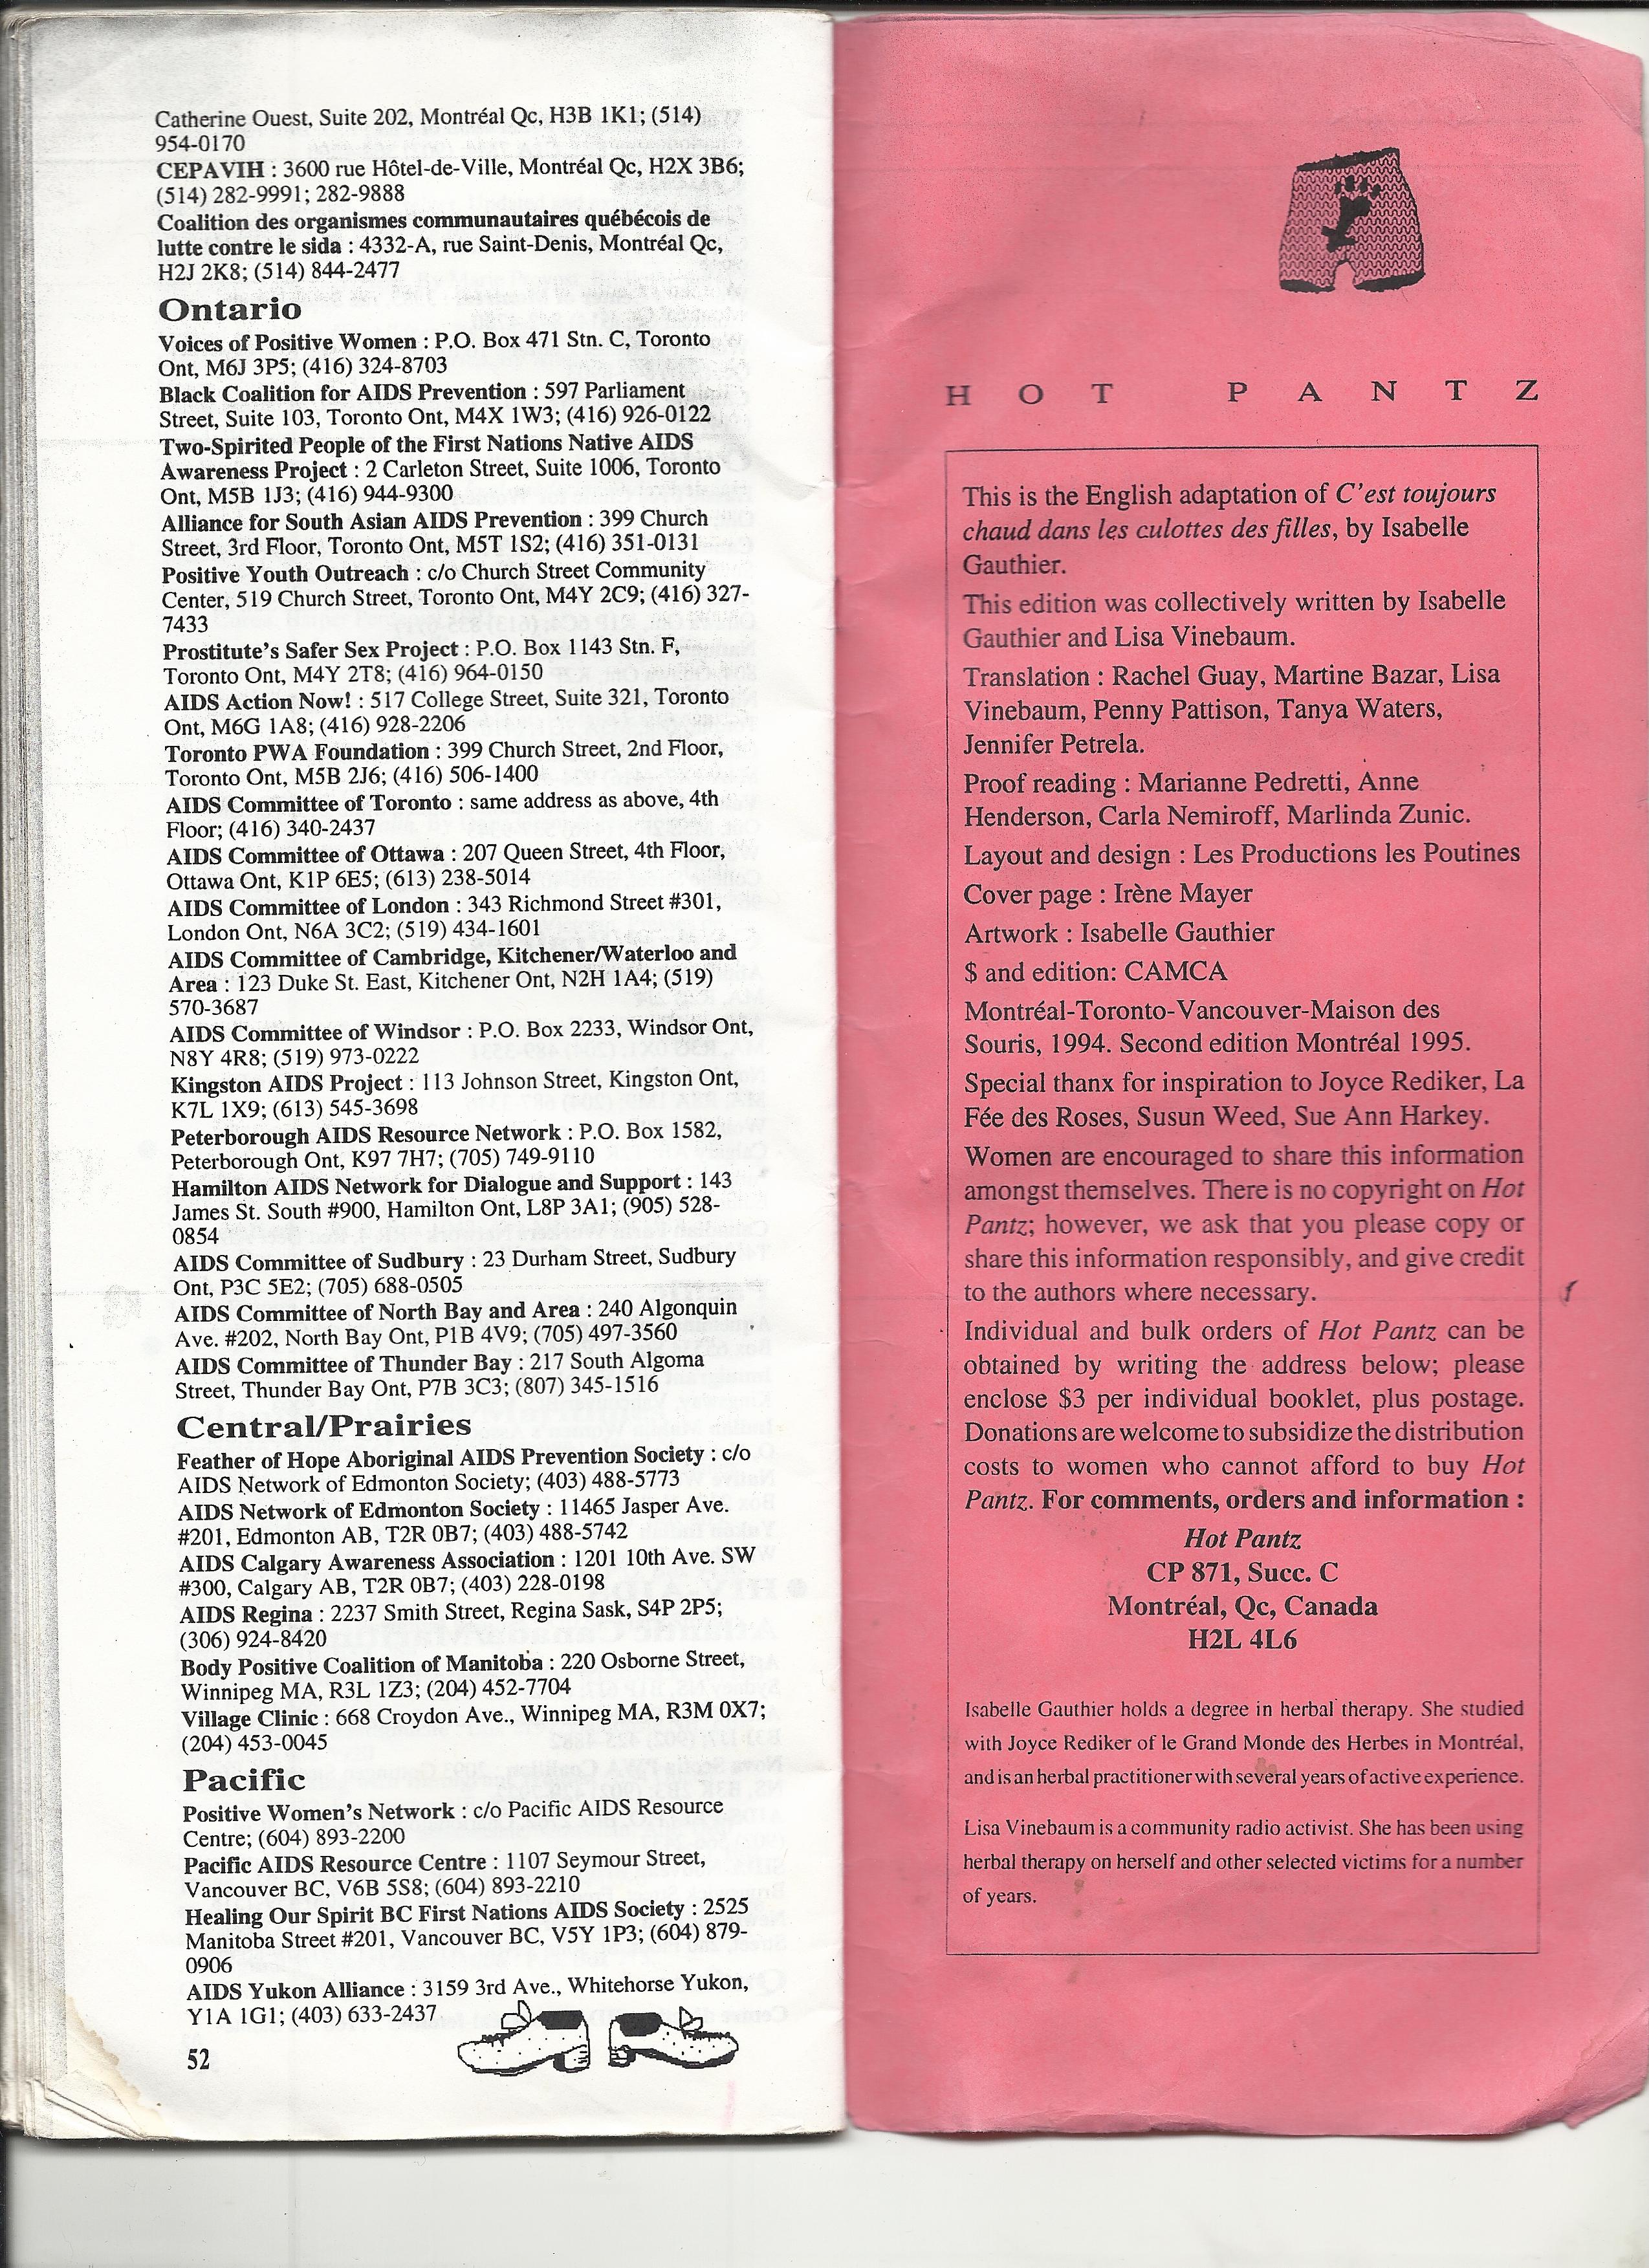 Catherine Ouest, Suite 202, Montréal Qc, H3B 1K1; (514)
954-0170
CEPAVIH : 3600 rue Hôtel-de-Ville, Montréal Qc, H2X 3B6;
(514) 282-9991; 282-9888
Coalition des organismes communautaires québécois de
lutte contre le sida : 4332-A, rue Saint-Denis, Montréal Qc,
H2J 2K8; (514) 844-2477
Ontario
Voices of Positive Women : P.O. Box 471 Stn. C, Toronto
Ont, M6J 3P5; (416) 324-8703
Black Coalition for AIDS Prevention : 597 Parliament
Street, Suite 103, Toronto Ont, M4X 1W3; (416) 926-0122
Two-Spirited People of the First Nations Native AIDS
Awareness Project : 2 Carleton Street, Suite 1006, Toronto
Ont, M5B 1J3; (416) 944-9300
Alliance for South Asian AIDS Prevention : 399 Church
Street, 3rd Floor, Toronto Ont, M5T 1S2; (416) 351-0131
Positive Youth Outreach : c/o Church Street Community
Center, 519 Church Street, Toronto Ont, M4Y 2C9; (416) 327-
7433
Prostitute's Safer Sex Project : P.O. Box 1143 Stn. F,
Toronto Ont, M4Y 2T8; (416) 964-0150
AIDS Action Now! : 517 College Street, Suite 321, Toronto
Ont, M6G 1A8; (416) 928-2206
Toronto PWA Foundation : 399 Church Street, 2nd Floor,
Toronto Ont, M5B 2J6; (416) 506-1400
AIDS Committee of Toronto : same address as above, 4th
Floor; (416) 340-2437
AIDS Committee of Ottawa : 207 Queen Street, 4th Floor,
Ottawa Ont, K1P 6E5; (613) 238-5014
AIDS Committee of London : 343 Richmond Street #301,
London Ont, N6A 3C2; (519) 434-1601
AIDS Committee of Cambridge, Kitchener/Waterloo and
Area : 123 Duke St. East, Kitchener Ont, N2H 1A4; (519)
570-3687
AIDS Committee of Windsor : P.O. Box 2233, Windsor Ont,
N8Y 4R8; (519) 973-0222
Kingston AIDS Project : 113 Johnson Street, Kingston Ont,
K7L 1X9; (613) 545-3698
Peterborough AIDS Resource Network : P.O. Box 1582,
Peterborough Ont, K97 7H7; (705) 749-9110
Hamilton AIDS Network for Dialogue and Support : 143
James St. South #900, Hamilton Ont, L8P 3A1; (905) 528-
0854
AIDS Committee of Sudbury : 23 Durham Street, Sudbury
Ont, P3C 5E2; (705) 688-0505
AIDS Committee of North Bay and Area : 240 Algonquin
Ave. #202, North Bay Ont, P1B 4V9; (705) 497-3560
AIDS Committee of Thunder Bay : 217 South Algoma
Street, Thunder Bay Ont, P7B 3C3; (807) 345-1516
Central/Prairies
Feather of Hope Aboriginal AIDS Prevention Society : c/o
AIDS Network of Edmonton Society; (403) 488-5773
AIDS Network of Edmonton Society : 11465 Jasper Ave.
#201, Edmonton AB, T2R 0B7; (403) 488-5742
AIDS Calgary Awareness Association : 1201 10th Ave. SW
#300, Calgary AB, T2R 0B7; (403) 228-0198
AIDS Regina : 2237 Smith Street, Regina Sask, S4P 2P5;
(306) 924-8420
Body Positive Coalition of Manitoba : 220 Osborne Street,
Winnipeg MA, R3L 1Z3; (204) 452-7704
Village Clinic : 668 Croydon Ave., Winnipeg MA, R3M 0X7;
(204) 453-0045
Pacific
Positive Women's Network : c/o Pacific AIDS Resource
Centre; (604) 893-2200
Pacific AIDS Resource Centre : 1107 Seymour Street,
Vancouver BC, V6B 5S8; (604) 893-2210
Healing Our Spirit BC First Nations AIDS Society : 2525
Manitoba Street #201, Vancouver BC, V5Y 1P3; (604) 879-
0906
AIDS Yukon Alliance : 3159 3rd Ave., Whitehorse Yukon,
Y1A 1G1; (403) 633-2437
52
HOT PANTZ
This is the English adaptation of C'est toujours
chaud dans les culottes des filles, by Isabelle
Gauthier.
This edition was collectively written by Isabelle
Gauthier and Lisa Vinebaum.
Translation : Rachel Guay, Martine Bazar, Lisa
Vinebaum, Penny Pattison, Tanya Waters,
Jennifer Petrela.
Proof reading : Marianne Pedretti, Anne
Henderson, Carla Nemiroff, Marlinda Zunic.
Layout and design : Les Productions les Poutines
Cover page : Irène Mayer
Artwork : Isabelle Gauthier
$ and edition: CAMCA
Montréal-Toronto-Vancouver-Maison des
Souris, 1994. Second edition Montréal 1995.
Special thanx for inspiration to Joyce Rediker, La
Fée des Roses, Susun Weed, Sue Ann Harkey.
Women are encouraged to share this information
amongst themselves. There is no copyright on Hot
Pantz; however, we ask that you please copy or
share this information responsibly, and give credit
to the authors where necessary.
Individual and bulk orders of Hot Pantz can be
obtained by writing the address below; please
enclose $3 per individual booklet, plus postage.
Donations are welcome to subsidize the distribution
costs to women who cannot afford to buy Hot
Pantz. For comments, orders and information :
Hot Pantz
CP 871, Succ. C
Montréal, Qc, Canada
H2L 4L6
Isabelle Gauthier holds a degree in herbal therapy. She studied
with Joyce Rediker of le Grand Monde des Herbes in Montréal,
and is an herbal practitioner with several years of active experience.
Lisa Vinebaum is a community radio activist. She has been using
herbal therapy on herself and other selected victims for a number
of years.